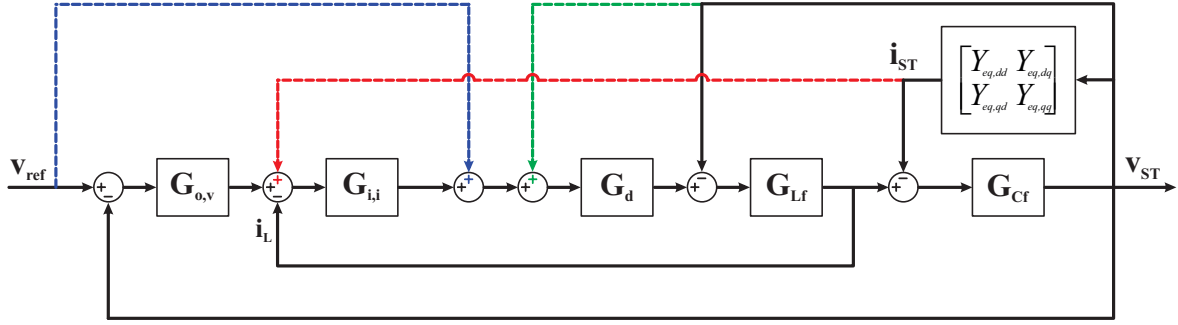 i_ST
Y_eq,dd Y_eq,dq
Y_eq,qd Y_eq,qq
v_ref
+
−
G_o,v
+
+
−
G_i,i
+
+
+
+
G_d
+
−
G_Lf
+
−
G_Cf
v_ST
i_L